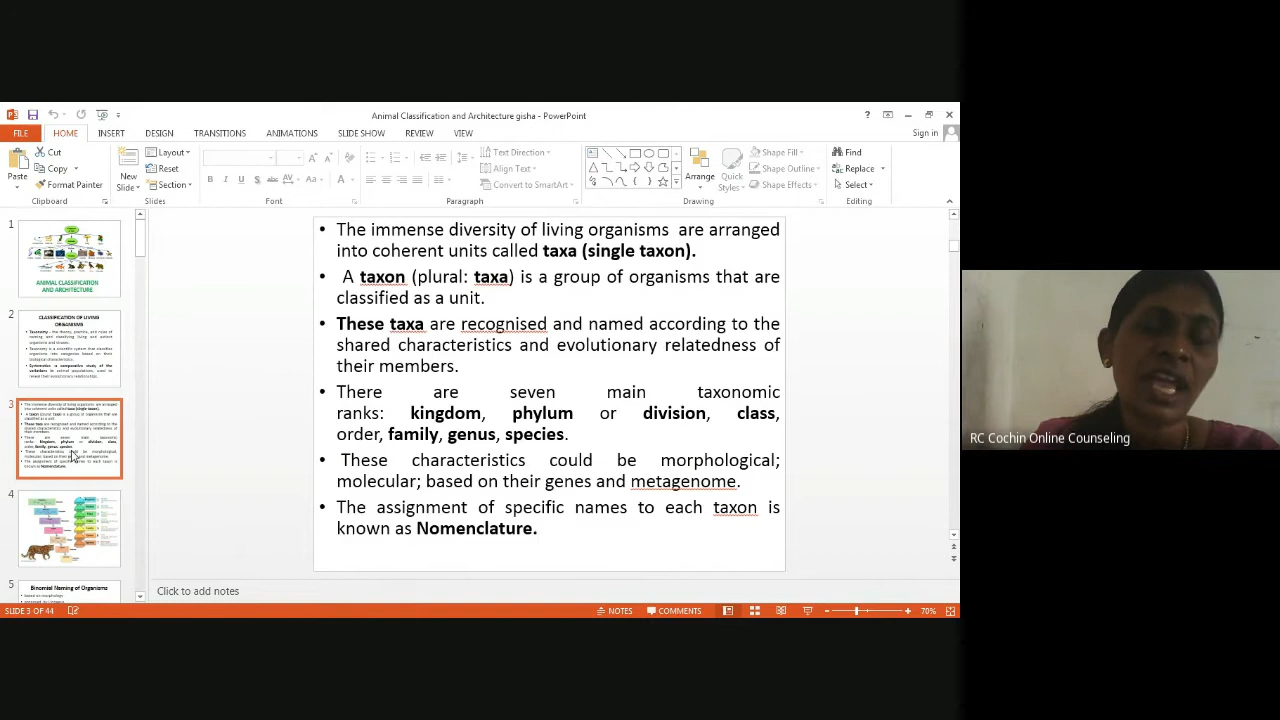 Animal Classification and Architecture gisha - PowerPoint
Sign in
FILE HOME INSERT DESIGN TRANSITIONS ANIMATIONS SLIDE SHOW REVIEW VIEW
Paste
Cut
Copy
Format Painter
Clipboard
New
Slide
Layout
Reset
Section
Slides
Font
Text Direction
Align Text
Convert to SmartArt
Paragraph
Arrange
Quick
Styles
Shape Fill
Shape Outline
Shape Effects
Drawing
Find
Replace
Select
Editing
1
ANIMAL CLASSIFICATION
AND ARCHITECTURE
2
CLASSIFICATION OF LIVING
ORGANISMS
3
4
5
Binomial Naming of Organisms
• The immense diversity of living organisms are arranged
into coherent units called taxa (single taxon).
• A taxon (plural: taxa) is a group of organisms that are
classified as a unit.
• These taxa are recognised and named according to the
shared characteristics and evolutionary relatedness of
their members.
• There are seven main taxonomic
ranks: kingdom, phylum or division, class,
order, family, genus, species.
• These characteristics could be morphological;
molecular; based on their genes and metagenome.
• The assignment of specific names to each taxon is
known as Nomenclature.
Click to add notes
SLIDE 3 OF 44
NOTES
COMMENTS
70%
RC Cochin Online Counseling